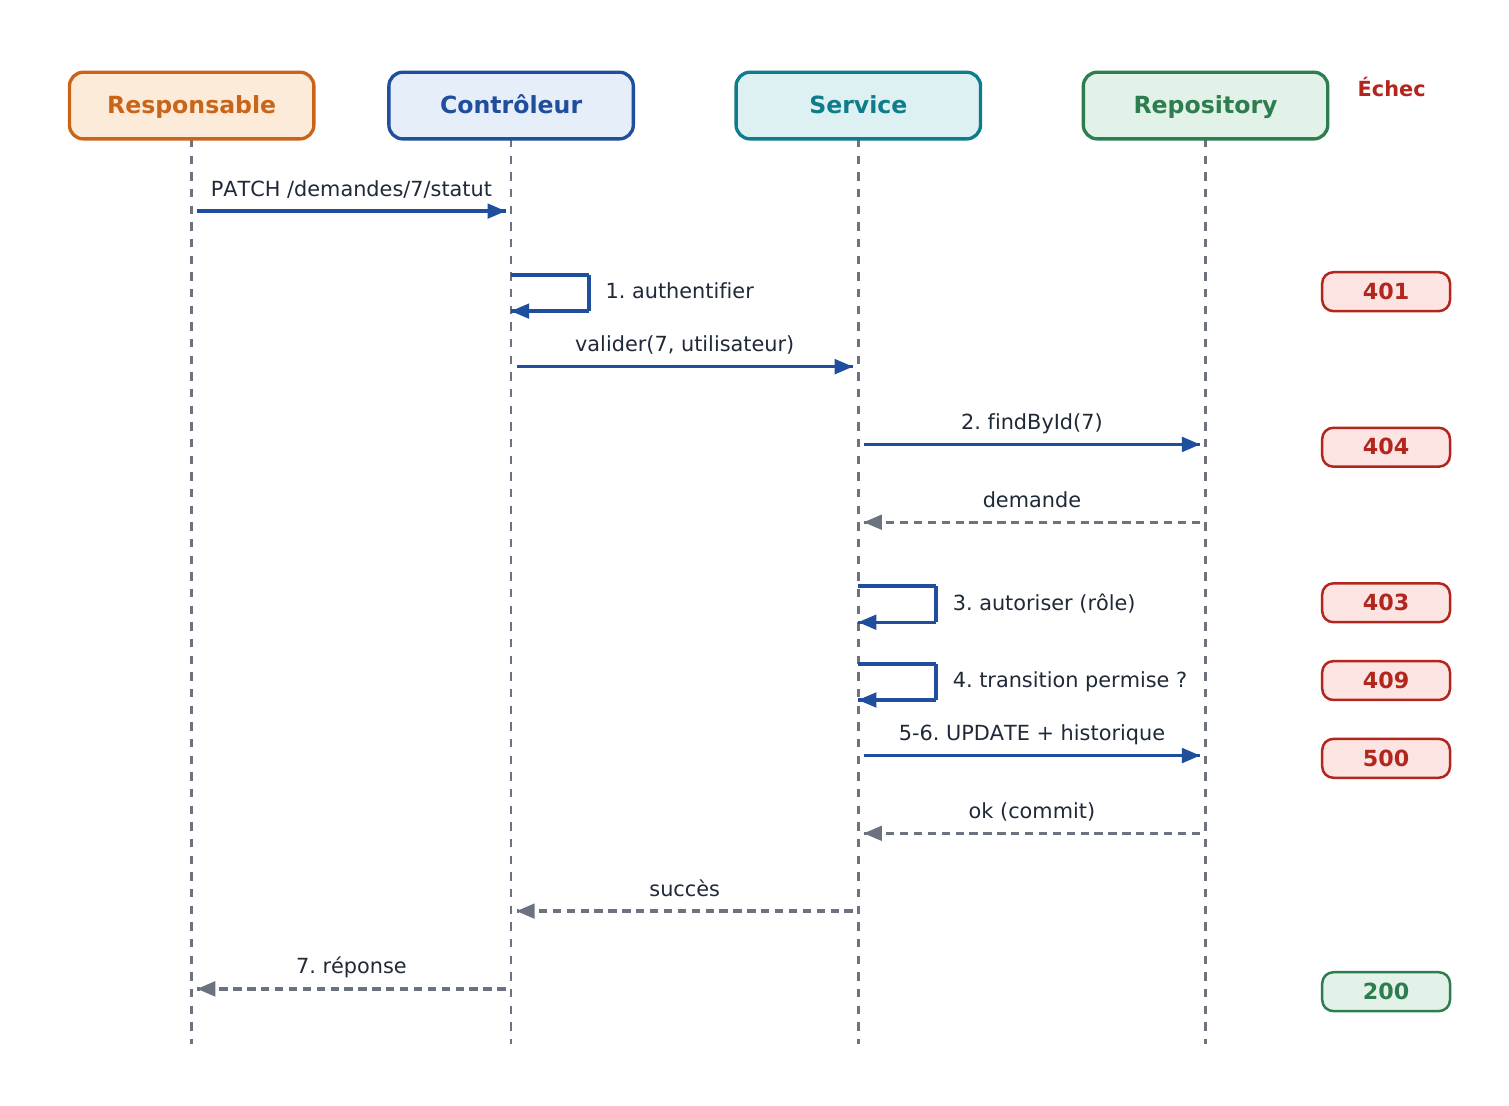 Responsable
Contrôleur
Service
Repository
Échec
PATCH /demandes/7/statut
1. authentifier
401
valider(7, utilisateur)
2. findById(7)
404
demande
3. autoriser (rôle)
403
4. transition permise ?
409
5-6. UPDATE + historique
500
ok (commit)
succès
7. réponse
200